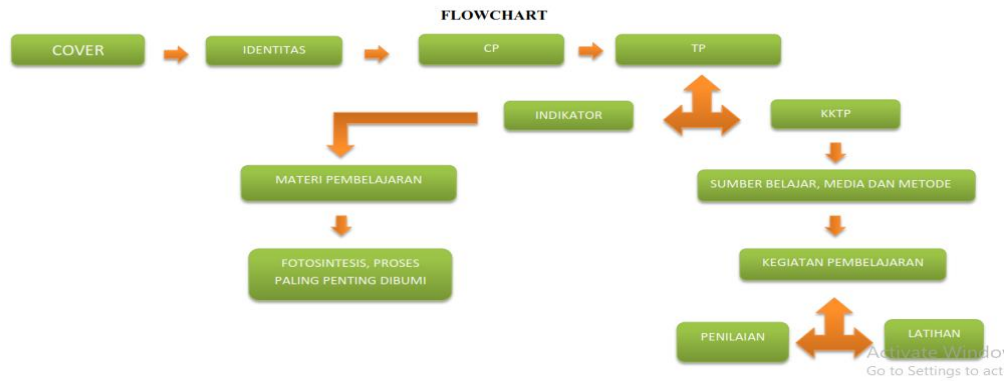 FLOWCHART
COVER
IDENTITAS
CP
TP
INDIKATOR
KKTP
MATERI PEMBELAJARAN
SUMBER BELAJAR, MEDIA DAN METODE
FOTOSINTESIS, PROSES
PALING PENTING DIBUMI
KEGIATAN PEMBELAJARAN
PENILAIAN
LATIHAN
Activate Windo
Go to Settings to act